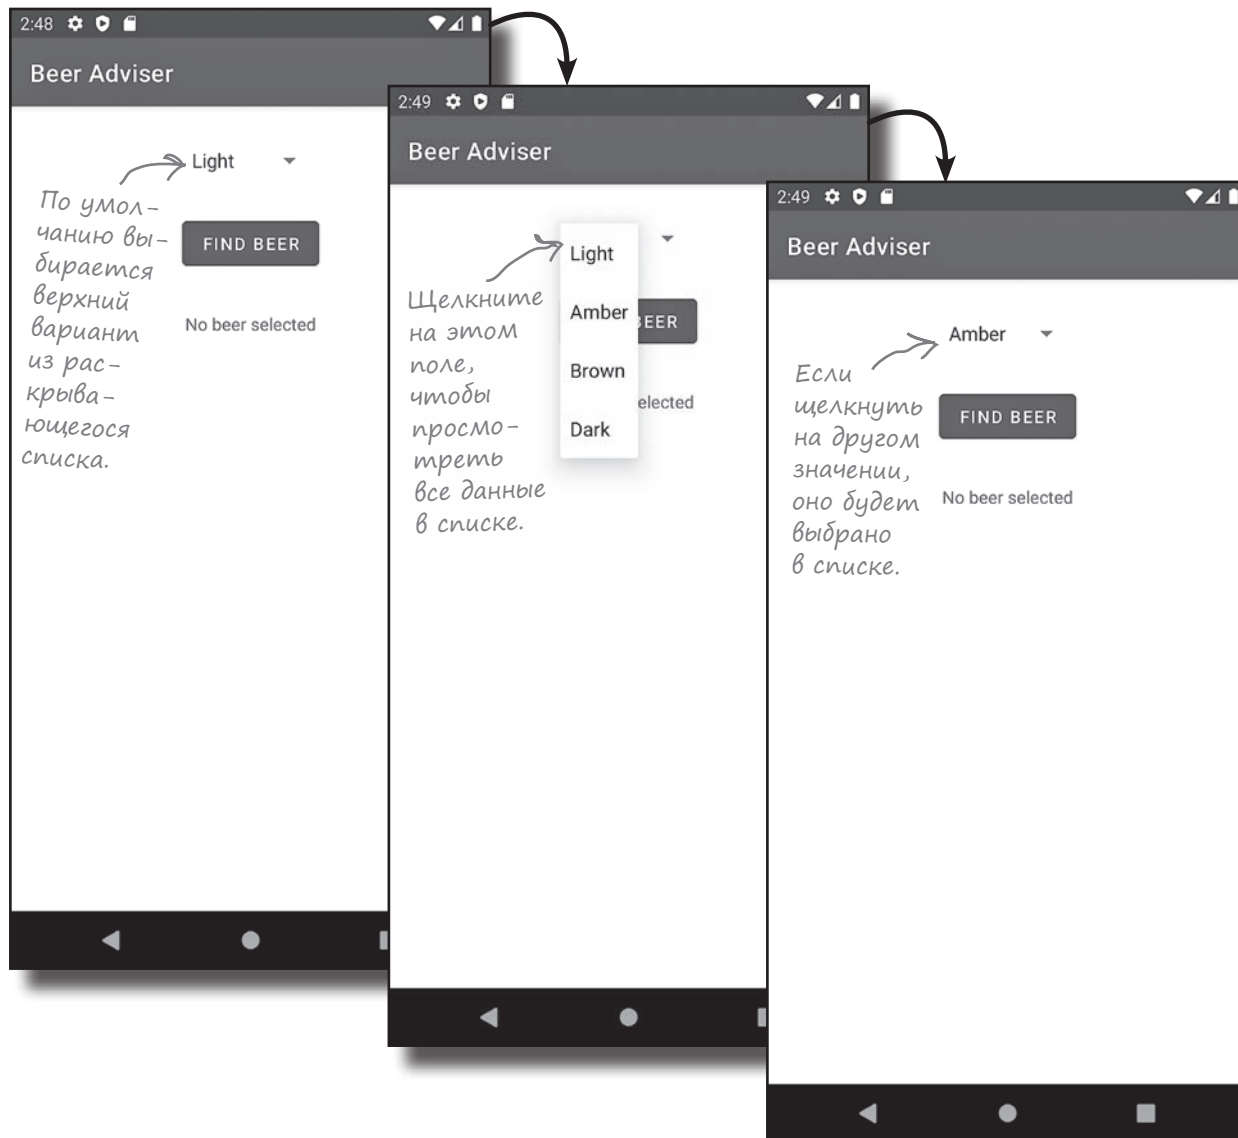 2:48
Beer Adviser
Light
По умол-
чанию вы-
бирается
верхний
вариант
из рас-
крыва-
ющегося
списка.
FIND BEER
No beer selected
2:49
Beer Adviser
Light
Amber
Brown
Dark
BEER
elected
Щелкните
на этом
поле,
чтобы
просмо-
треть
все данные
в списке.
2:49
Beer Adviser
Amber
Если
щелкнуть
на другом
значении,
оно будет
выбрано
в списке.
FIND BEER
No beer selected